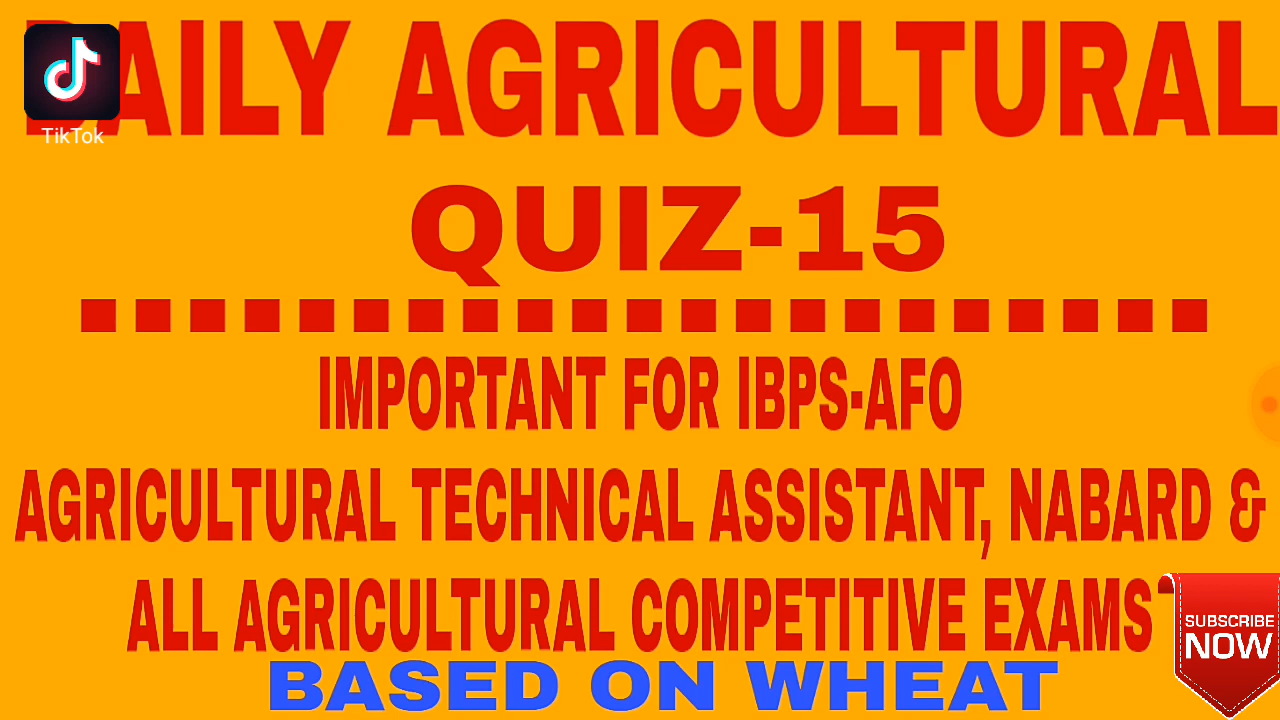 DAILY AGRICULTURAL
TikTok
QUIZ-15
IMPORTANT FOR IBPS-AFO
AGRICULTURAL TECHNICAL ASSISTANT, NABARD &
ALL AGRICULTURAL COMPETITIVE EXAMS
SUBSCRIBE
NOW
BASED ON WHEAT